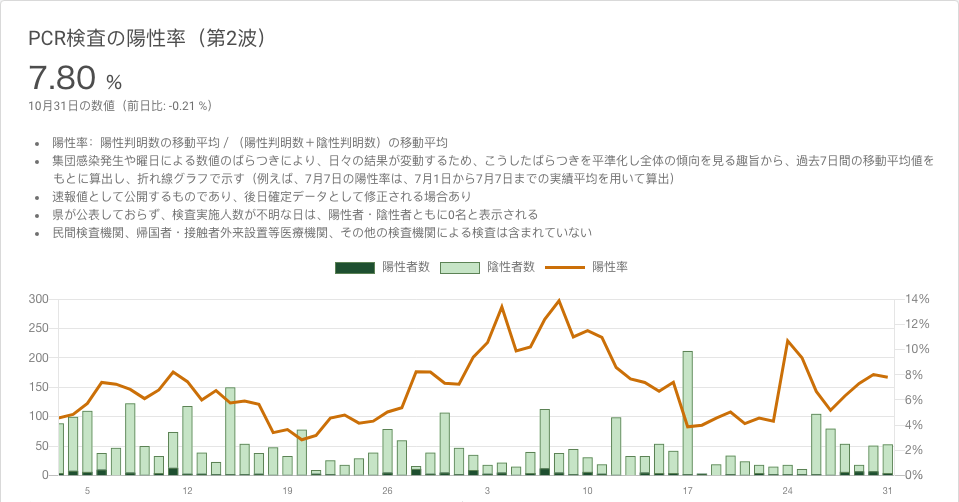 PCR検査の陽性率（第2波）
7.80 %
10月31日の数値（前日比: -0.21 %）
• 陽性率：陽性判明数の移動平均 / （陽性判明数＋陰性判明数）の移動平均
• 集団感染発生や曜日による数値のばらつきにより、日々の結果が変動するため、こうしたばらつきを平準化し全体の傾向を見る趣旨から、過去7日間の移動平均値を
もとに算出し、折れ線グラフで示す（例えば、7月7日の陽性率は、7月1日から7月7日までの実績平均を用いて算出）
• 速報値として公開するものであり、後日確定データとして修正される場合あり
• 県が公表しておらず、検査実施人数が不明な日は、陽性者・陰性者ともに0名と表示される
• 民間検査機関、帰国者・接触者外来設置等医療機関、その他の検査機関による検査は含まれていない
陽性者数 陰性者数 陽性率
300 14%
12%
250
200 10%
150 8%
6%
100
4%
50
2%
0 0%
5 12 19 26 3 10 17 24 31